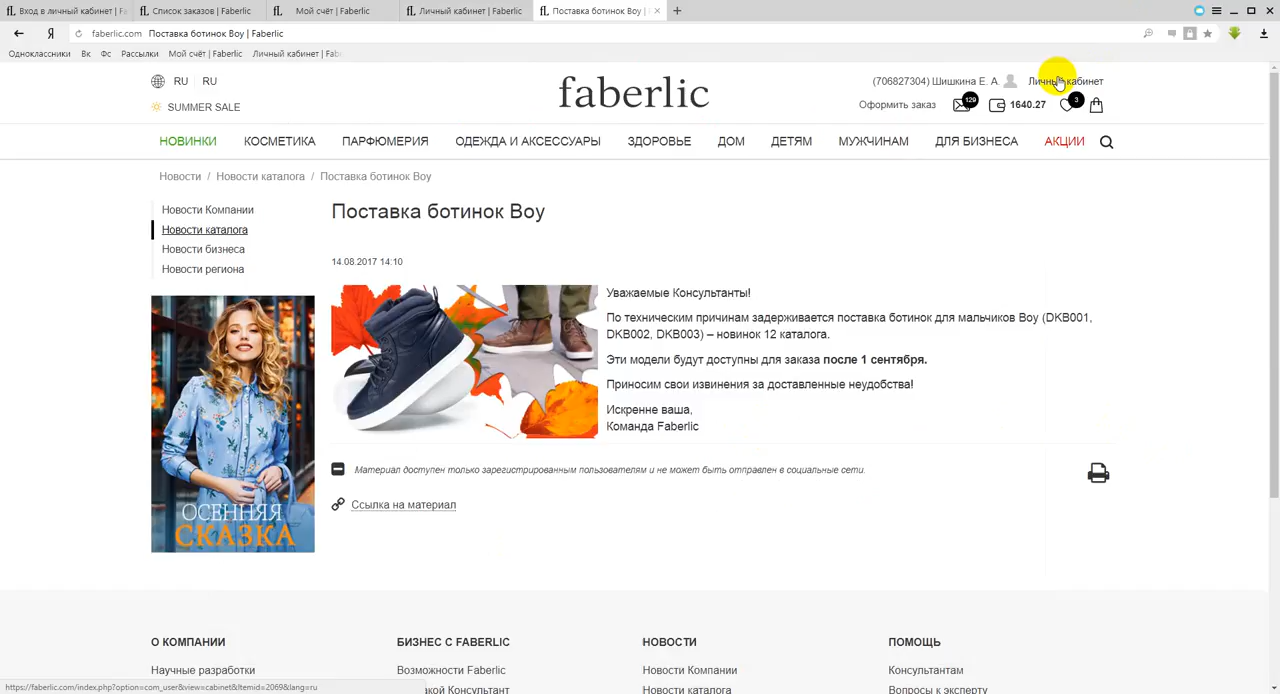 Вход в личный кабинет | Fa
Список заказов | Faberlic
Мой счёт | Faberlic
Личный кабинет | Faberlic
Поставка ботинок Boy |
faberlic.com Поставка ботинок Boy | Faberlic
Одноклассники Вк Фс Рассылки Мой счёт | Faberlic Личный кабинет | Fab
RU RU
faberlic
(706827304) Шишкина Е. А. Личный кабинет
SUMMER SALE
Оформить заказ 129 1640.27 3
НОВИНКИ КОСМЕТИКА ПАРФЮМЕРИЯ ОДЕЖДА И АКСЕССУАРЫ ЗДОРОВЬЕ ДОМ ДЕТЯМ МУЖЧИНАМ ДЛЯ БИЗНЕСА АКЦИИ
Новости / Новости каталога / Поставка ботинок Boy
Новости Компании
Новости каталога
Новости бизнеса
Новости региона
ОСЕННЯЯ
СКАЗКА
Поставка ботинок Boy
14.08.2017 14:10
Уважаемые Консультанты!
По техническим причинам задерживается поставка ботинок для мальчиков Boy (DKB001,
DKB002, DKB003) – новинок 12 каталога.
Эти модели будут доступны для заказа после 1 сентября.
Приносим свои извинения за доставленные неудобства!
Искренне ваша,
Команда Faberlic
Материал доступен только зарегистрированным пользователям и не может быть отправлен в социальные сети.
Ссылка на материал
О КОМПАНИИ БИЗНЕС С FABERLIC НОВОСТИ ПОМОЩЬ
Научные разработки Возможности Faberlic Новости Компании Консультантам
акой Консультант Новости каталога Вопросы к эксперту
https://faberlic.com/index.php?option=com_user&view=cabinet&Itemid=2069&lang=ru